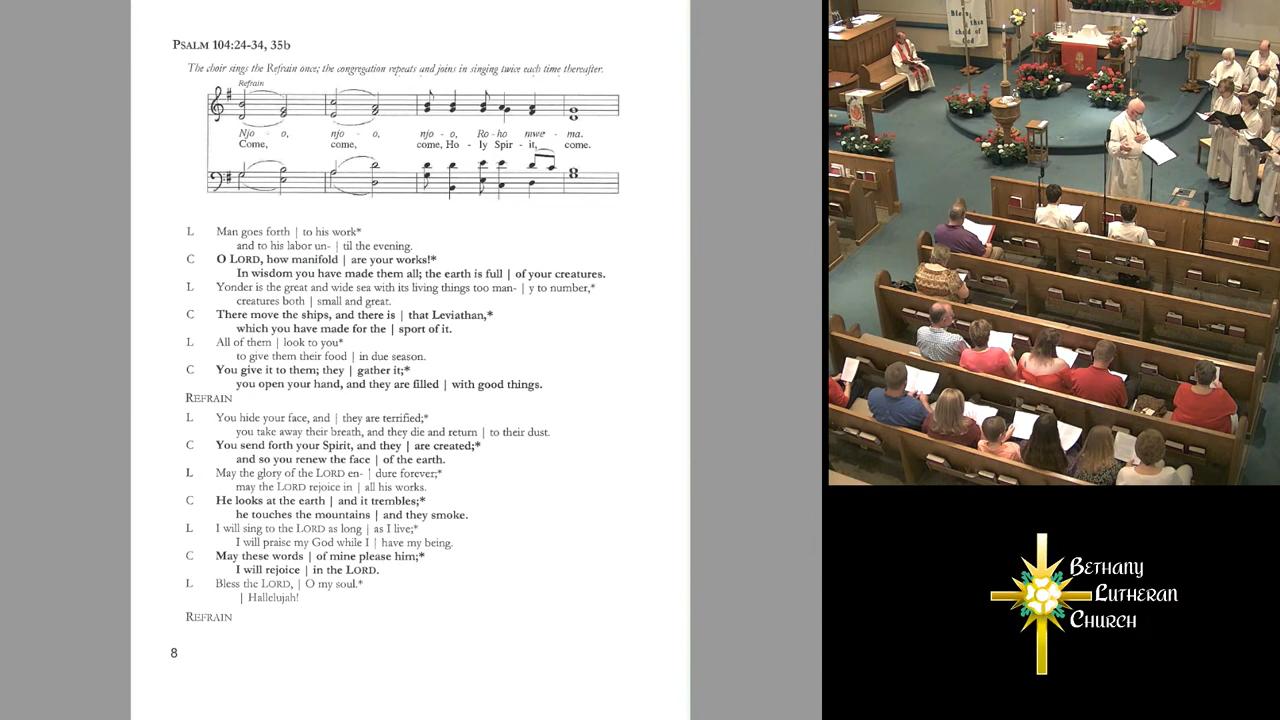 PSALM 104:24-34, 35b
The choir sings the Refrain once; the congregation repeats and joins in singing twice each time thereafter.
Refrain
Njo - o, njo - o, njo - o, Ro - ho mwe - ma.
Come, come, come, Ho - ly Spir - it, come.
L Man goes forth | to his work*
and to his labor un- | til the evening.
C O LORD, how manifold | are your works!*
In wisdom you have made them all; the earth is full | of your creatures.
L Yonder is the great and wide sea with its living things too man- | y to number,*
creatures both | small and great.
C There move the ships, and there is | that Leviathan,*
which you have made for the | sport of it.
L All of them | look to you*
to give them their food | in due season.
C You give it to them; they | gather it;*
you open your hand, and they are filled | with good things.
REFRAIN
L You hide your face, and | they are terrified;*
you take away their breath, and they die and return | to their dust.
C You send forth your Spirit, and they | are created;*
and so you renew the face | of the earth.
L May the glory of the LORD en- | dure forever;*
may the LORD rejoice in | all his works.
C He looks at the earth | and it trembles;*
he touches the mountains | and they smoke.
L I will sing to the LORD as long | as I live;*
I will praise my God while I | have my being.
C May these words | of mine please him;*
I will rejoice | in the LORD.
L Bless the LORD, | O my soul.*
| Hallelujah!
REFRAIN
8
Bless
this
child of
God
BETHANY
LUTHERAN
CHURCH